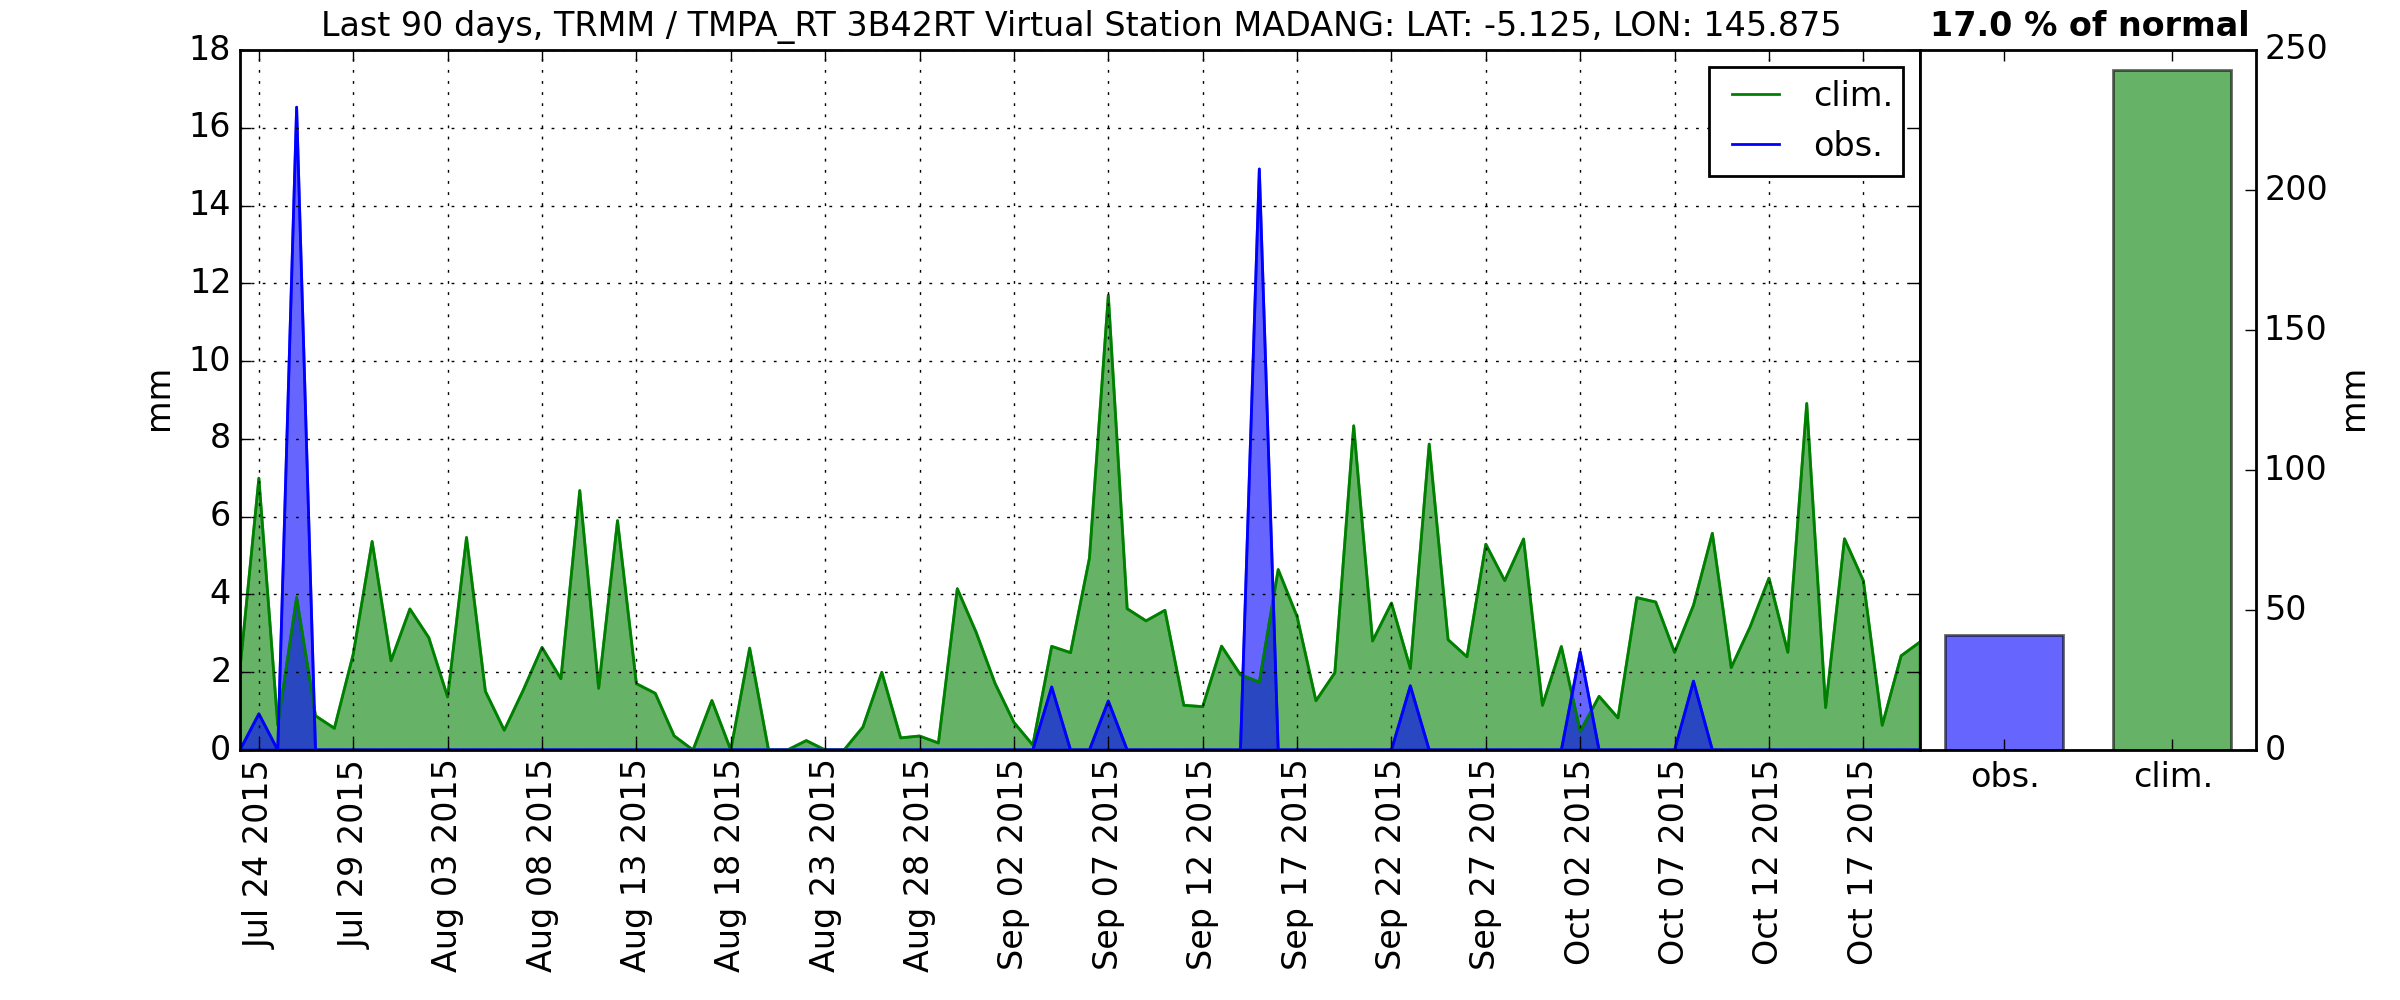 Last 90 days, TRMM / TMPA_RT 3B42RT Virtual Station MADANG: LAT: -5.125, LON: 145.875
17.0 % of normal
18
16
14
12
10
8
6
4
2
0
mm
clim.
obs.
250
200
150
100
50
0
mm
Jul 24 2015
Jul 29 2015
Aug 03 2015
Aug 08 2015
Aug 13 2015
Aug 18 2015
Aug 23 2015
Aug 28 2015
Sep 02 2015
Sep 07 2015
Sep 12 2015
Sep 17 2015
Sep 22 2015
Sep 27 2015
Oct 02 2015
Oct 07 2015
Oct 12 2015
Oct 17 2015
obs.
clim.